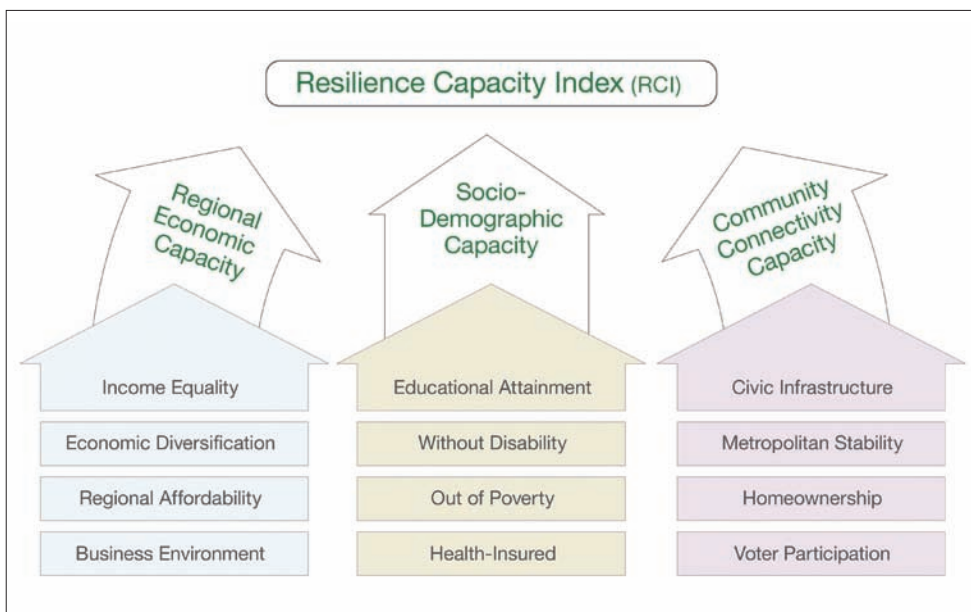 Resilience Capacity Index (RCI)
Regional
Economic
Capacity
Socio-
Demographic
Capacity
Community
Connectivity
Capacity
Income Equality
Economic Diversification
Regional Affordability
Business Environment
Educational Attainment
Without Disability
Out of Poverty
Health-Insured
Civic Infrastructure
Metropolitan Stability
Homeownership
Voter Participation